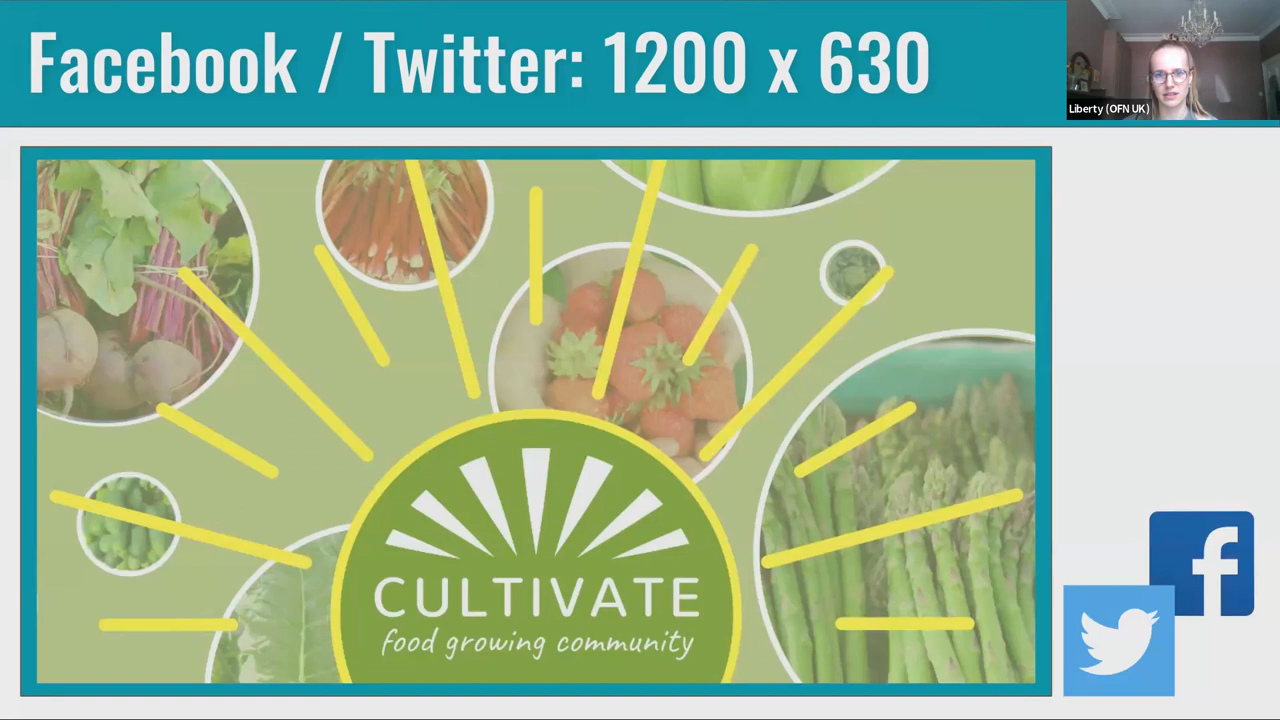 Facebook / Twitter: 1200 x 630
Liberty (OFN UK)
CULTIVATE
food growing community